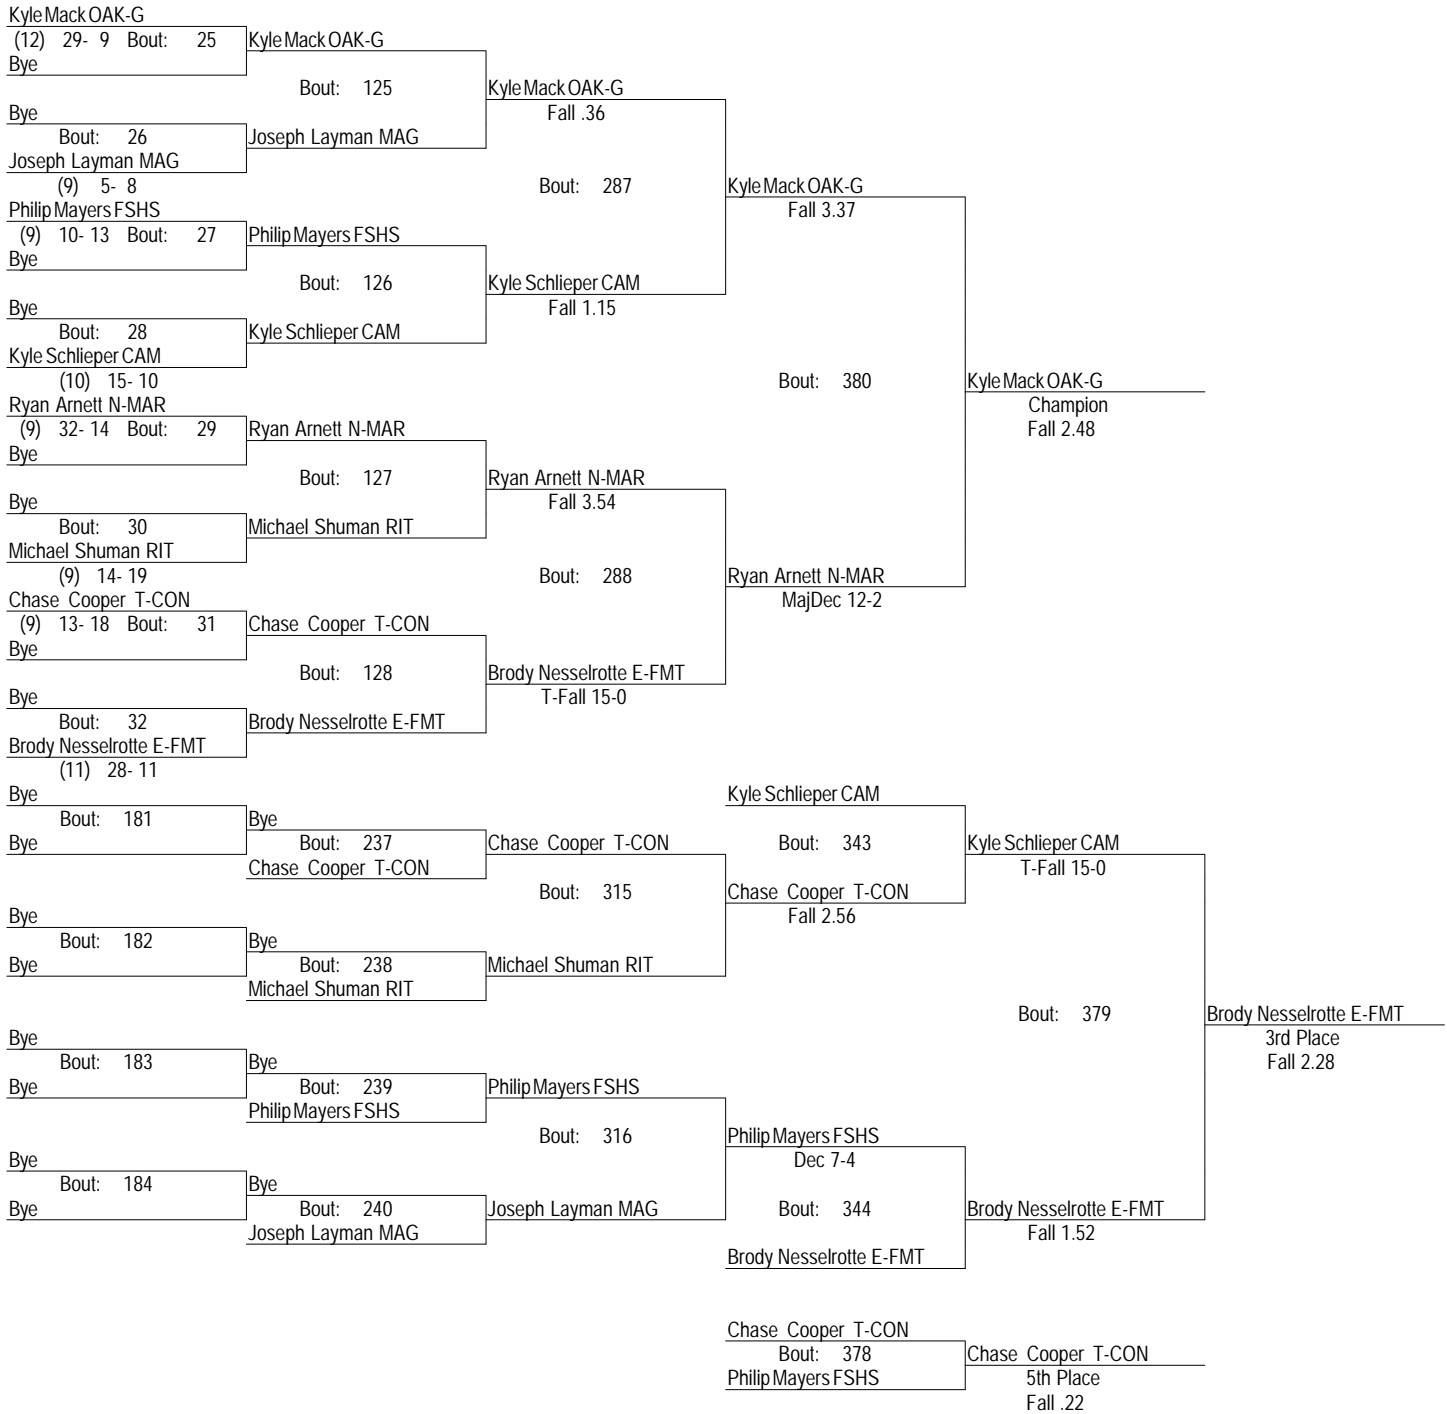 Kyle Mack OAK-G
(12) 29- 9 Bout: 25 Kyle Mack OAK-G
Bye
Bout: 125 Kyle Mack OAK-G
Bye Fall .36
Bout: 26 Joseph Layman MAG
Joseph Layman MAG
(9) 5- 8 Bout: 287 Kyle Mack OAK-G
Philip Mayers FSHS Fall 3.37
(9) 10- 13 Bout: 27 Philip Mayers FSHS
Bye
Bout: 126 Kyle Schlieper CAM
Bye Fall 1.15
Bout: 28 Kyle Schlieper CAM
Kyle Schlieper CAM
(10) 15- 10 Bout: 380 Kyle Mack OAK-G
Ryan Arnett N-MAR Champion
(9) 32- 14 Bout: 29 Ryan Arnett N-MAR Fall 2.48
Bye
Bout: 127 Ryan Arnett N-MAR
Bye Fall 3.54
Bout: 30 Michael Shuman RIT
Michael Shuman RIT
(9) 14- 19 Bout: 288 Ryan Arnett N-MAR
Chase Cooper T-CON MajDec 12-2
(9) 13- 18 Bout: 31 Chase Cooper T-CON
Bye
Bout: 128 Brody Nesselrotte E-FMT
Bye T-Fall 15-0
Bout: 32 Brody Nesselrotte E-FMT
Brody Nesselrotte E-FMT
(11) 28- 11
Bye Kyle Schlieper CAM
Bout: 181 Bye
Bye Bout: 237 Chase Cooper T-CON Bout: 343 Kyle Schlieper CAM
Chase Cooper T-CON T-Fall 15-0
Bout: 315 Chase Cooper T-CON
Bye Fall 2.56
Bout: 182 Bye
Bye Bout: 238 Michael Shuman RIT
Michael Shuman RIT
Bout: 379 Brody Nesselrotte E-FMT
Bye 3rd Place
Bout: 183 Bye Fall 2.28
Bye Bout: 239 Philip Mayers FSHS
Philip Mayers FSHS
Bout: 316 Philip Mayers FSHS
Bye Dec 7-4
Bout: 184 Bye
Bye Bout: 240 Joseph Layman MAG Bout: 344 Brody Nesselrotte E-FMT
Joseph Layman MAG Fall 1.52
Brody Nesselrotte E-FMT
Chase Cooper T-CON
Bout: 378 Chase Cooper T-CON
Philip Mayers FSHS 5th Place
Fall .22